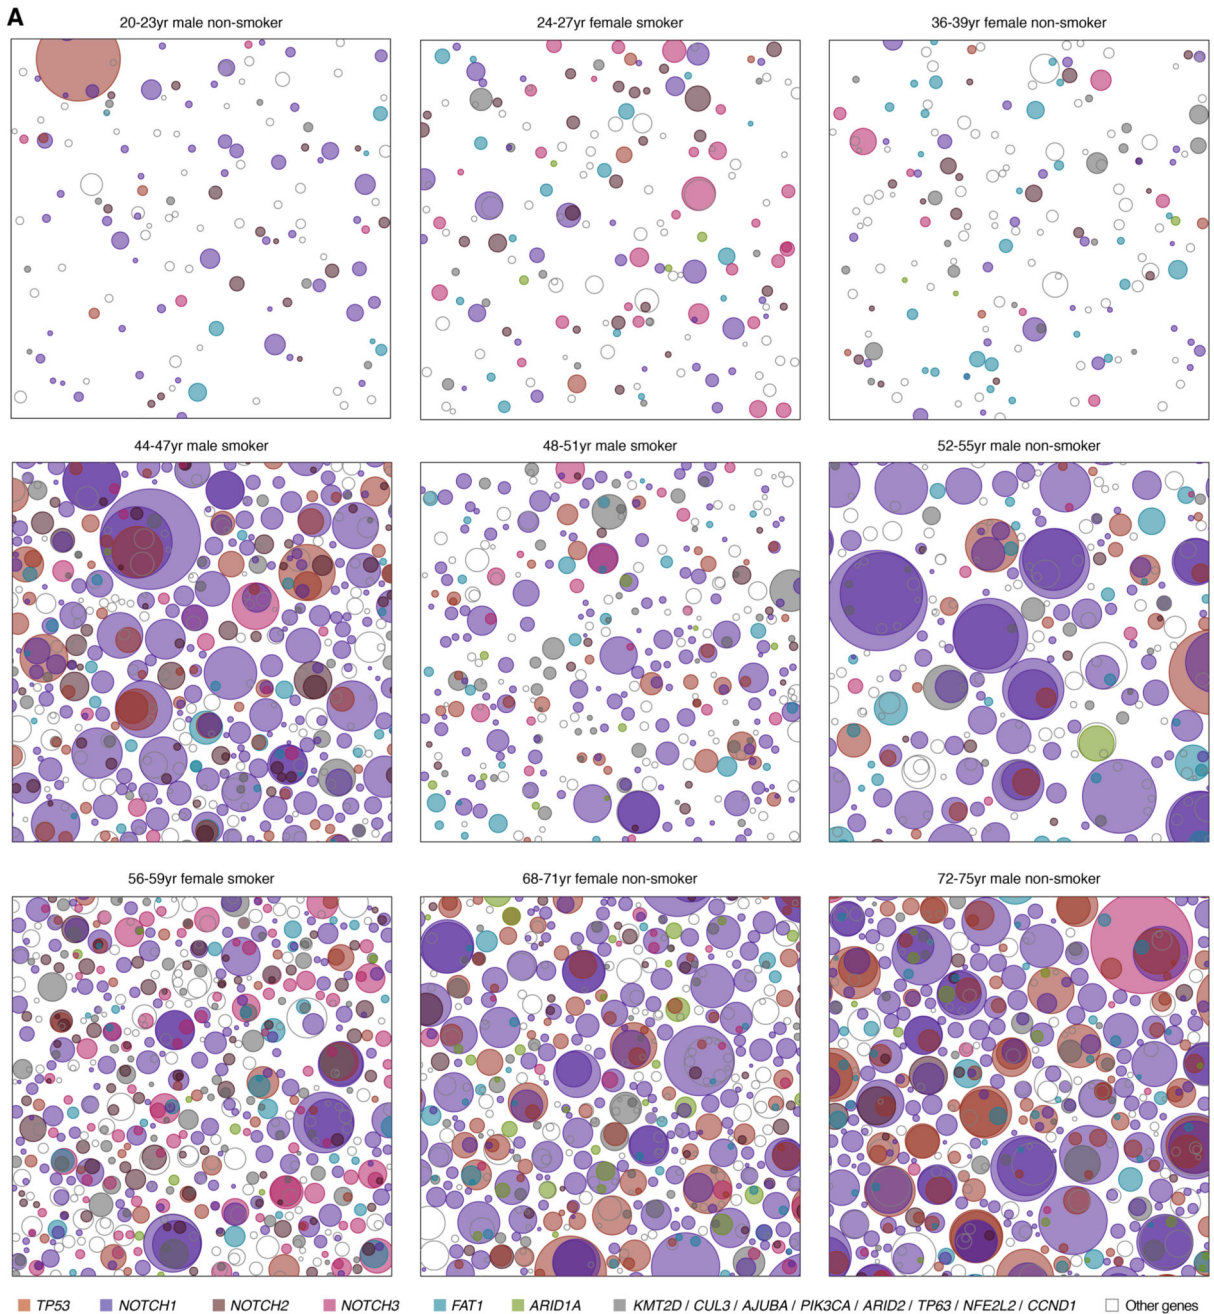 A
20-23yr male non-smoker
24-27yr female smoker
36-39yr female non-smoker
44-47yr male smoker
48-51yr male smoker
52-55yr male non-smoker
56-59yr female smoker
68-71yr female non-smoker
72-75yr male non-smoker
TP53 NOTCH1 NOTCH2 NOTCH3 FAT1 ARID1A KMT2D / CUL3 / AJUBA / PIK3CA / ARID2 / TP63 / NFE2L2 / CCND1 Other genes